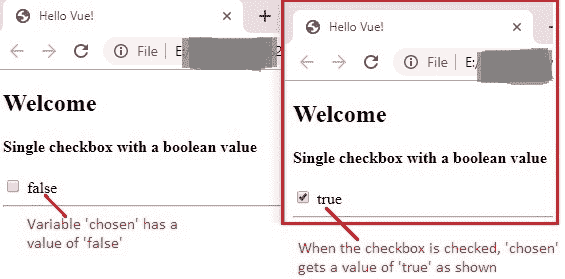 Hello Vue!
File
Welcome
Single checkbox with a boolean value
false
Variable 'chosen' has a
value of 'false'
Hello Vue!
File E:/
Welcome
Single checkbox with a boolean value
true
When the checkbox is checked, 'chosen'
gets a value of 'true' as shown